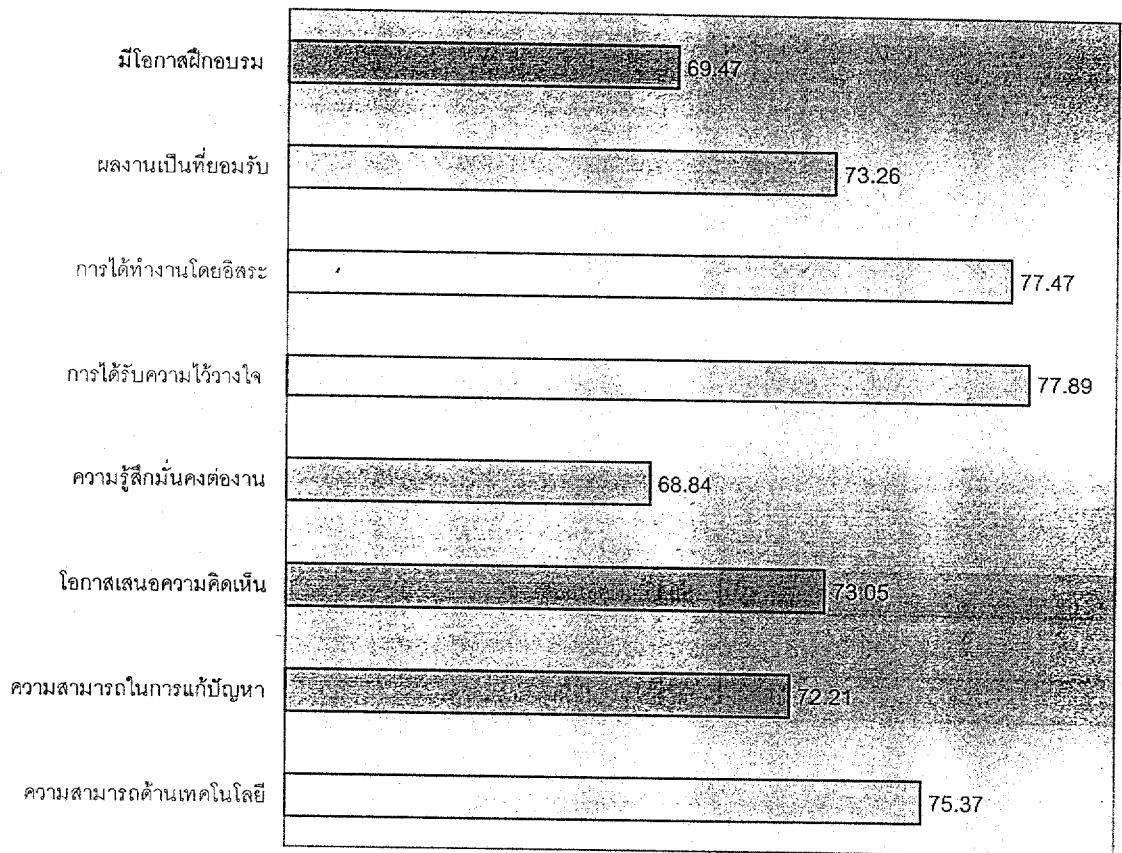 มีโอกาสฝึกอบรม 69.47
ผลงานเป็นที่ยอมรับ 73.26
การได้ทำงานโดยอิสระ 77.47
การได้รับความไว้วางใจ 77.89
ความรู้สึกมั่นคงต่องาน 68.84
โอกาสเสนอความคิดเห็น 73.05
ความสามารถในการแก้ปัญหา 72.21
ความสามารถด้านเทคโนโลยี 75.37